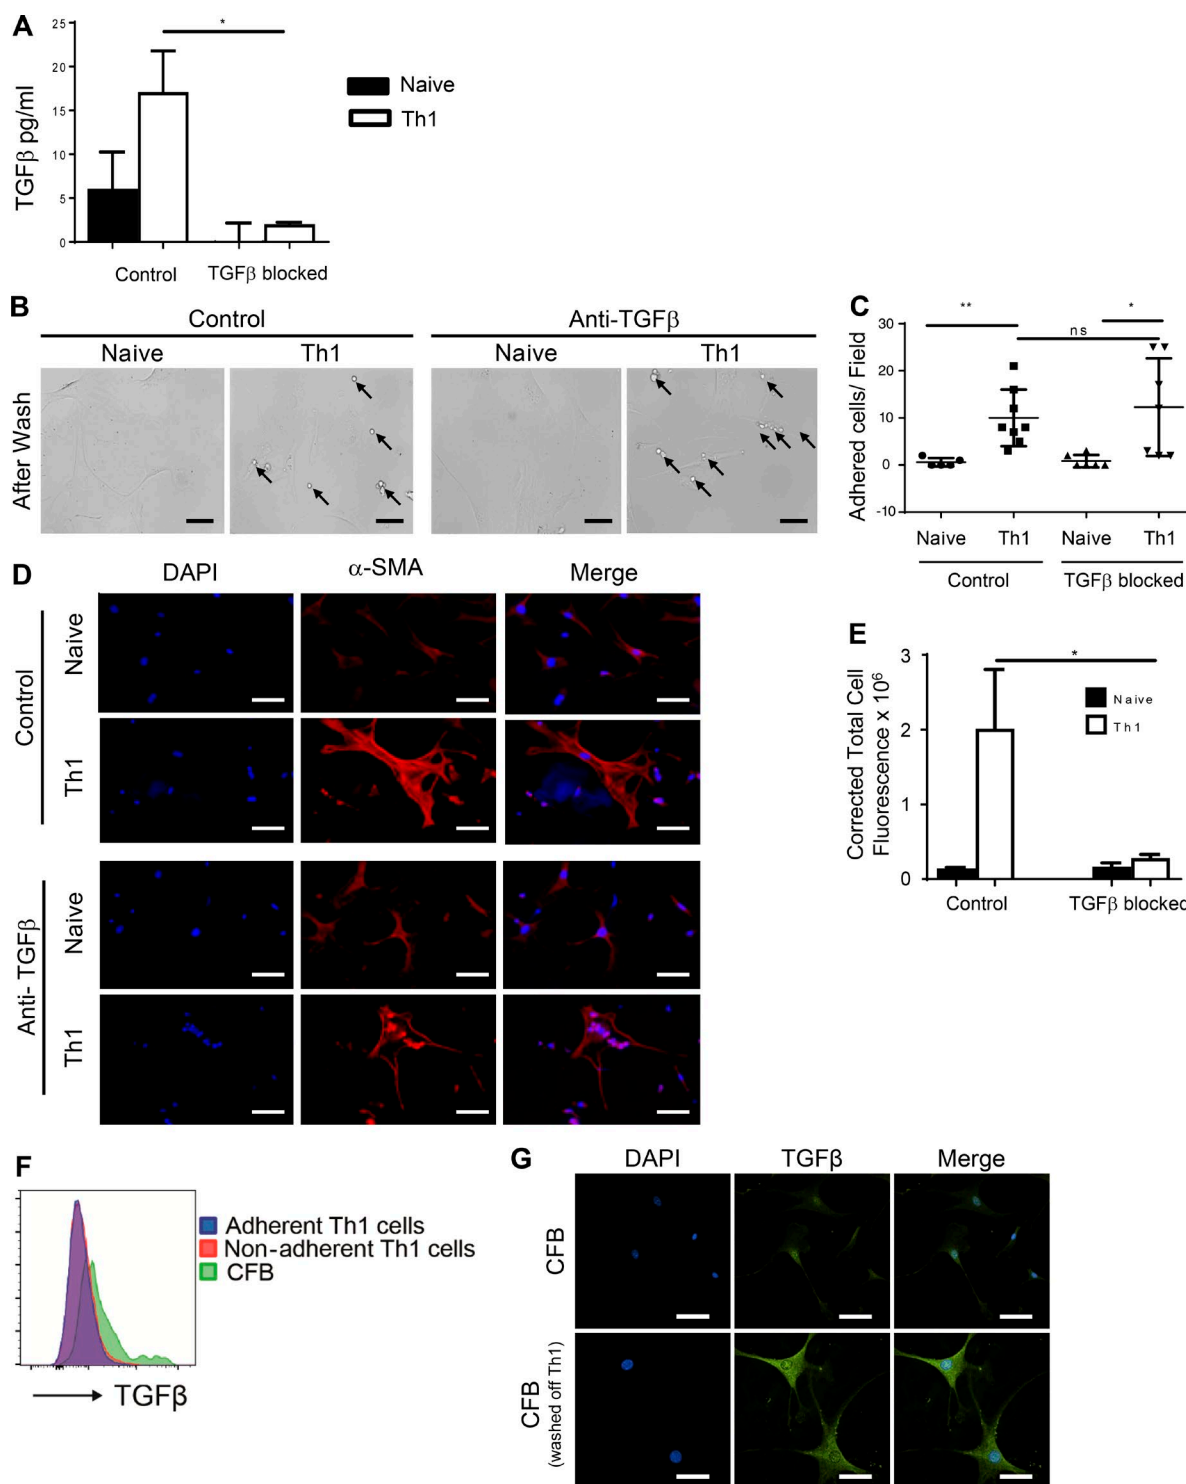 A
25
20
15
10
5
0
TGFβ pg/ml
*
Naive
Th1
Control
TGFβ blocked
B
Control
Anti-TGFβ
Naive
Th1
Naive
Th1
After Wash
C
30
20
10
0
-10
Adhered cells/ Field
**
ns
*
Naive
Th1
Naive
Th1
Control
TGFβ blocked
D
DAPI
α-SMA
Merge
Control
Naive
Th1
Anti- TGFβ
Naive
Th1
E
3
2
1
0
Corrected Total Cell
Fluorescence x 10⁶
*
Naive
Th1
Control
TGFβ blocked
F
Adherent Th1 cells
Non-adherent Th1 cells
CFB
TGFβ
G
DAPI
TGFβ
Merge
CFB
CFB
(washed off Th1)